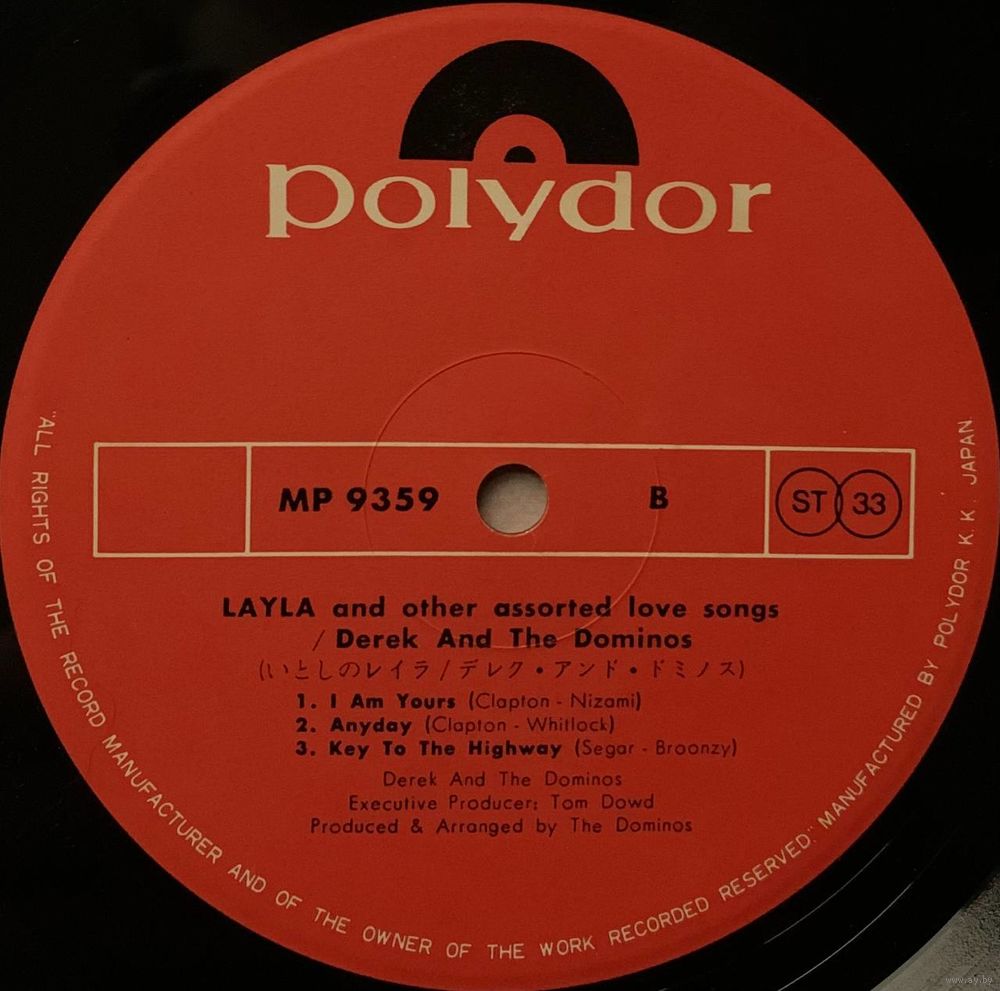 polydor
MP 9359
B
ST 33
LAYLA and other assorted love songs
/ Derek And The Dominos
(いとしのレイラ / デレク・アンド・ドミノス)
1. I Am Yours (Clapton - Nizami)
2. Anyday (Clapton - Whitlock)
3. Key To The Highway (Segar - Broonzy)
Derek And The Dominos
Executive Producer: Tom Dowd
Produced & Arranged by The Dominos
"ALL RIGHTS OF THE RECORD MANUFACTURER AND OF THE OWNER OF THE WORK RECORDED RESERVED." MANUFACTURED BY POLYDOR K. K. JAPAN
www.ay.by